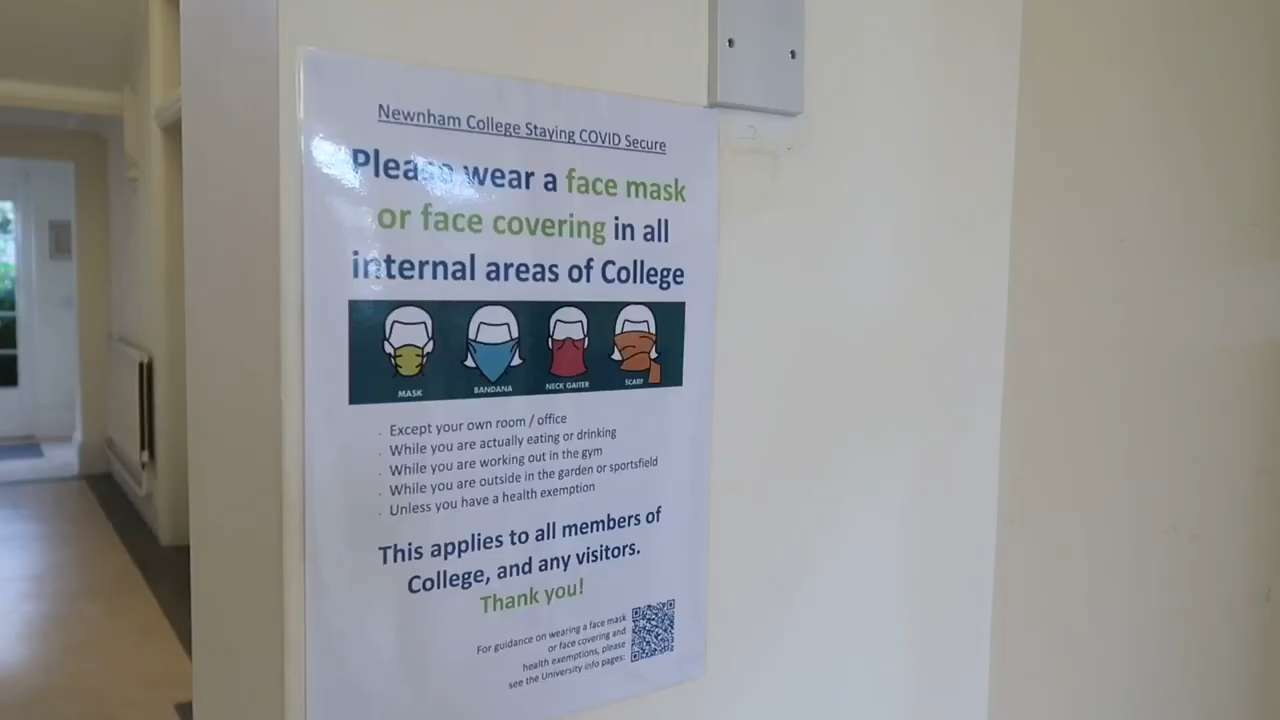 Newnham College Staying COVID Secure
Please wear a face mask
or face covering in all
internal areas of College
MASK BANDANA NECK GAITER SCARF
. Except your own room / office
. While you are actually eating or drinking
. While you are working out in the gym
. While you are outside in the garden or sportsfield
. Unless you have a health exemption
This applies to all members of
College, and any visitors.
Thank you!
For guidance on wearing a face mask
or face covering and
health exemptions, please
see the University info pages: